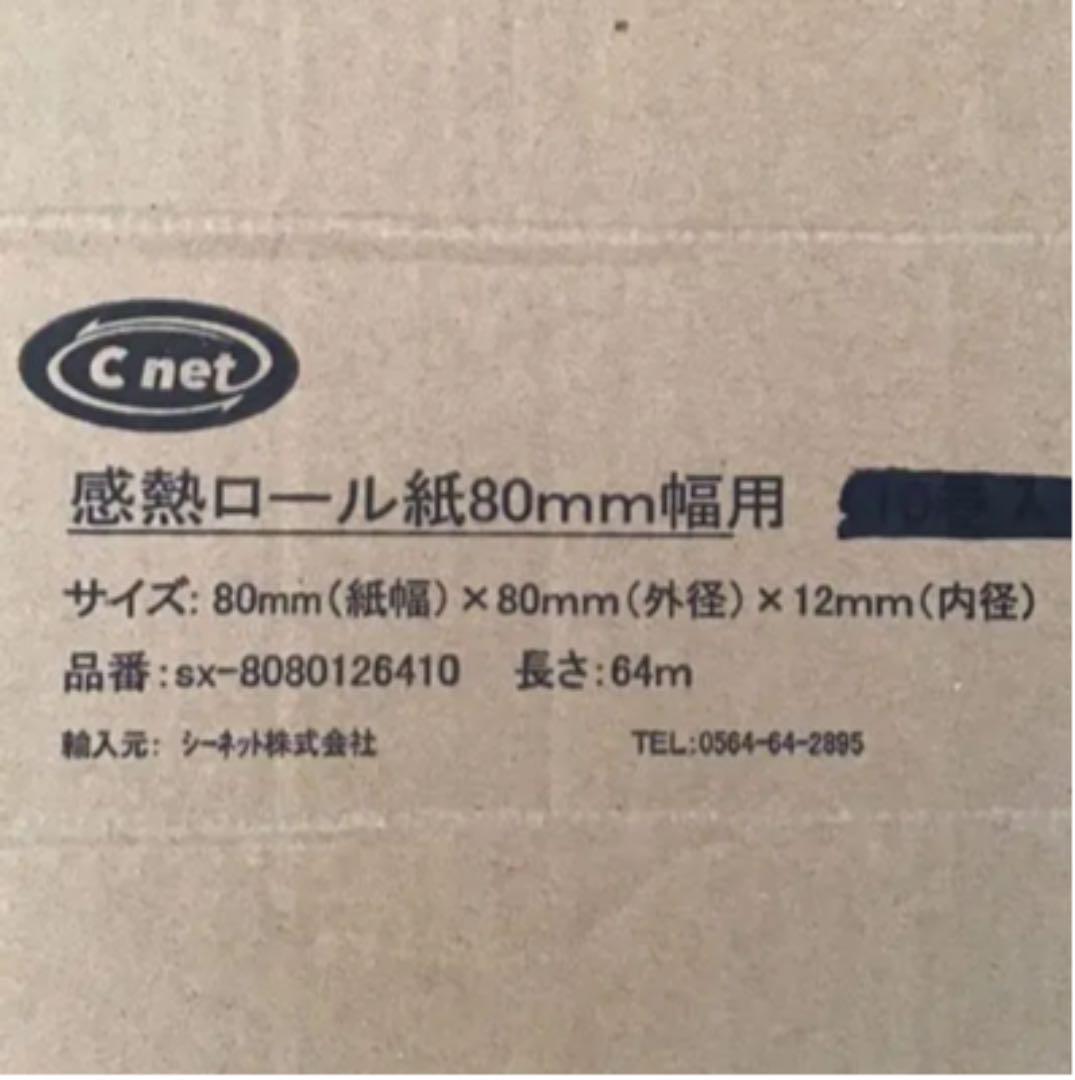 C net
感熱ロール紙80mm幅用
サイズ: 80mm(紙幅)×80mm(外径)×12mm(内径)
品番:sx-8080126410 長さ:64m
輸入元: シーネット株式会社 TEL:0564-64-2895